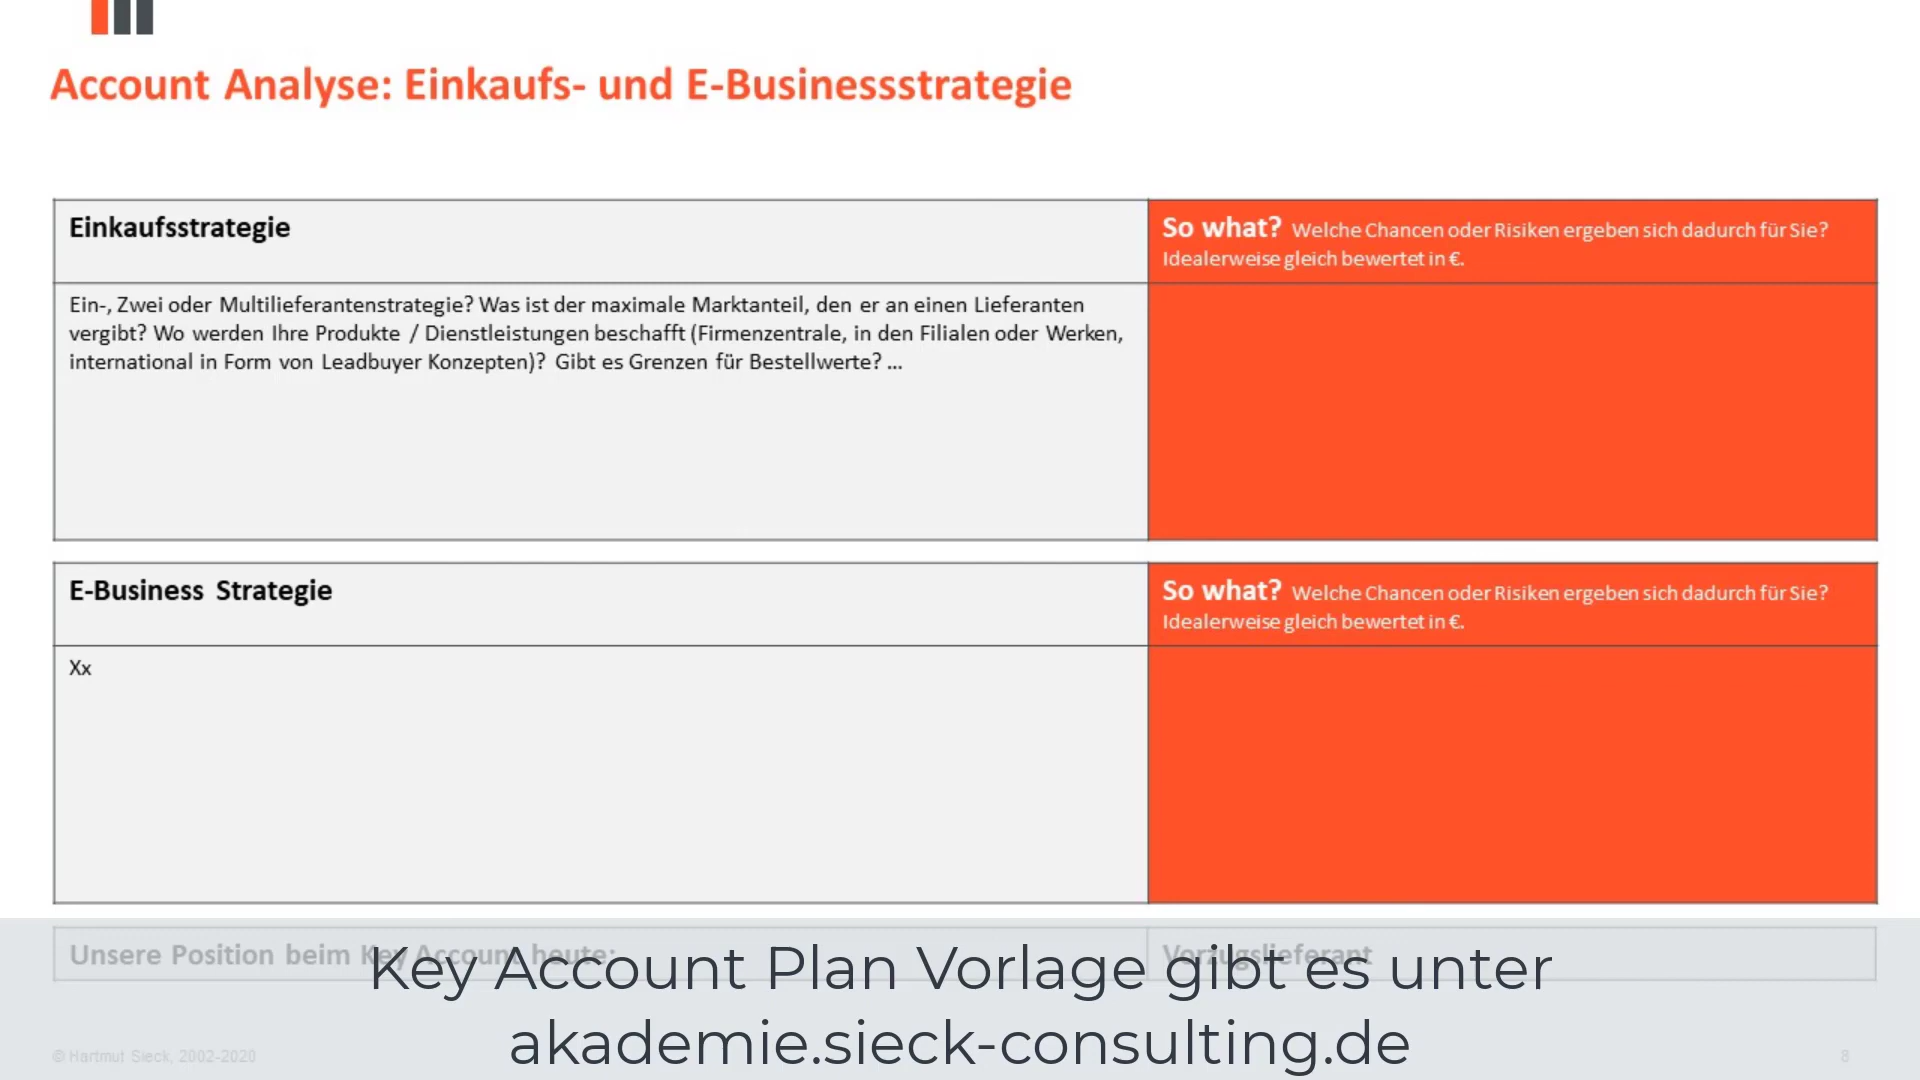 Account Analyse: Einkaufs- und E-Businessstrategie
Einkaufsstrategie
So what? Welche Chancen oder Risiken ergeben sich dadurch für Sie?
Idealerweise gleich bewertet in €.
Ein-, Zwei oder Multilieferantenstrategie? Was ist der maximale Marktanteil, den er an einen Lieferanten
vergibt? Wo werden Ihre Produkte / Dienstleistungen beschafft (Firmenzentrale, in den Filialen oder Werken,
international in Form von Leadbuyer Konzepten)? Gibt es Grenzen für Bestellwerte? ...
E-Business Strategie
So what? Welche Chancen oder Risiken ergeben sich dadurch für Sie?
Idealerweise gleich bewertet in €.
Xx
Unsere Position beim Key Account heute:
Vorzugslieferant
Key Account Plan Vorlage gibt es unter
akademie.sieck-consulting.de
© Hartmut Sieck, 2002-2020
8